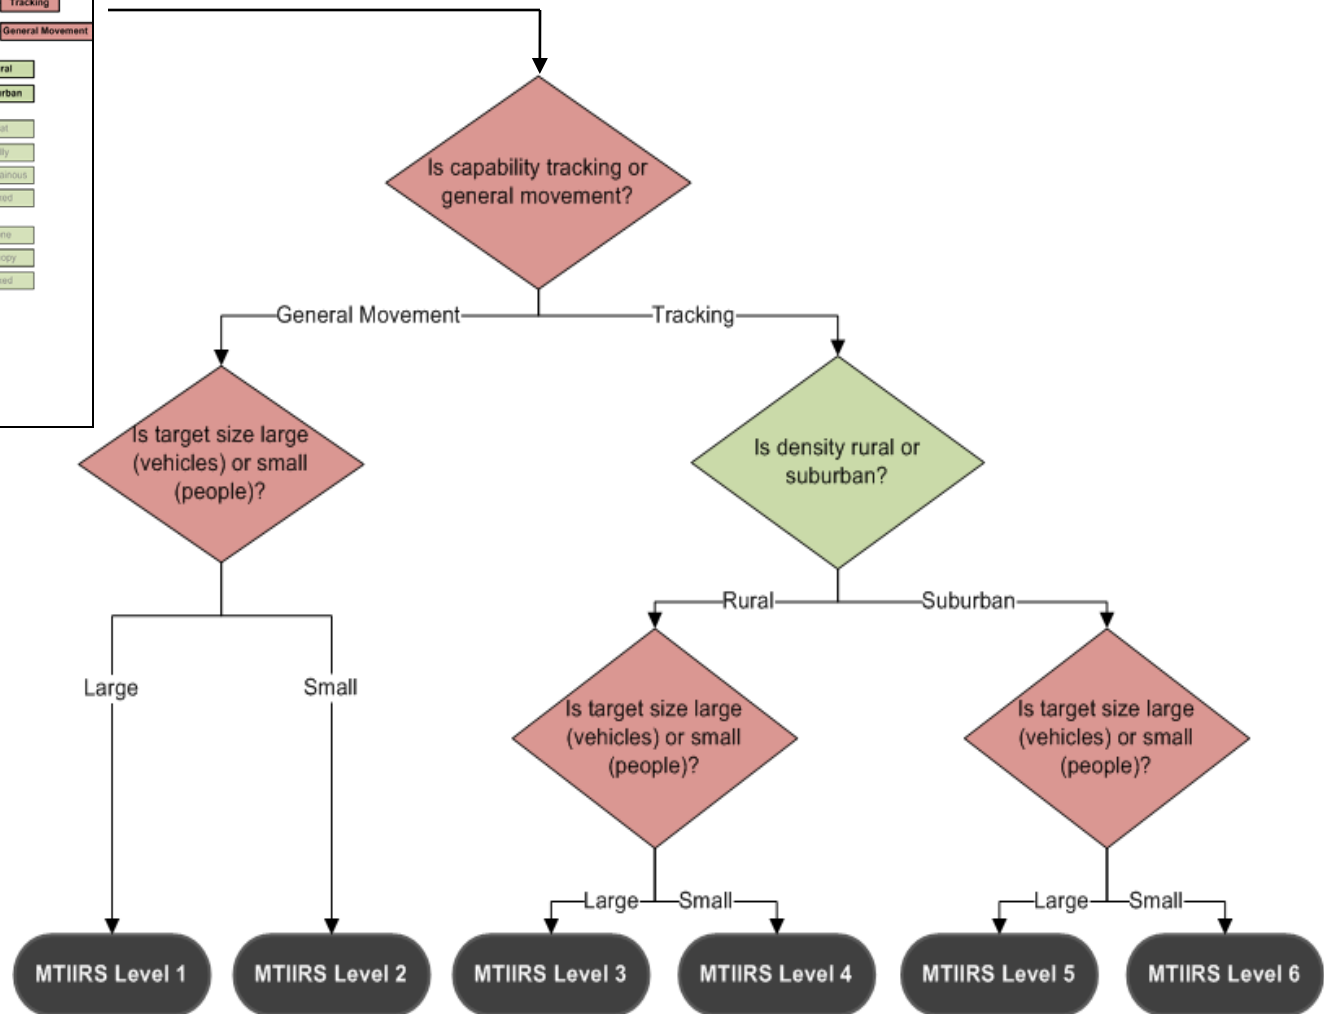 Tracking
General Movement
Is capability tracking or
general movement?
General Movement
Tracking
Is target size large
(vehicles) or small
(people)?
Is density rural or
suburban?
Rural
Suburban
Large
Small
Is target size large
(vehicles) or small
(people)?
Is target size large
(vehicles) or small
(people)?
Large
Small
Large
Small
MTIIRS Level 1
MTIIRS Level 2
MTIIRS Level 3
MTIIRS Level 4
MTIIRS Level 5
MTIIRS Level 6